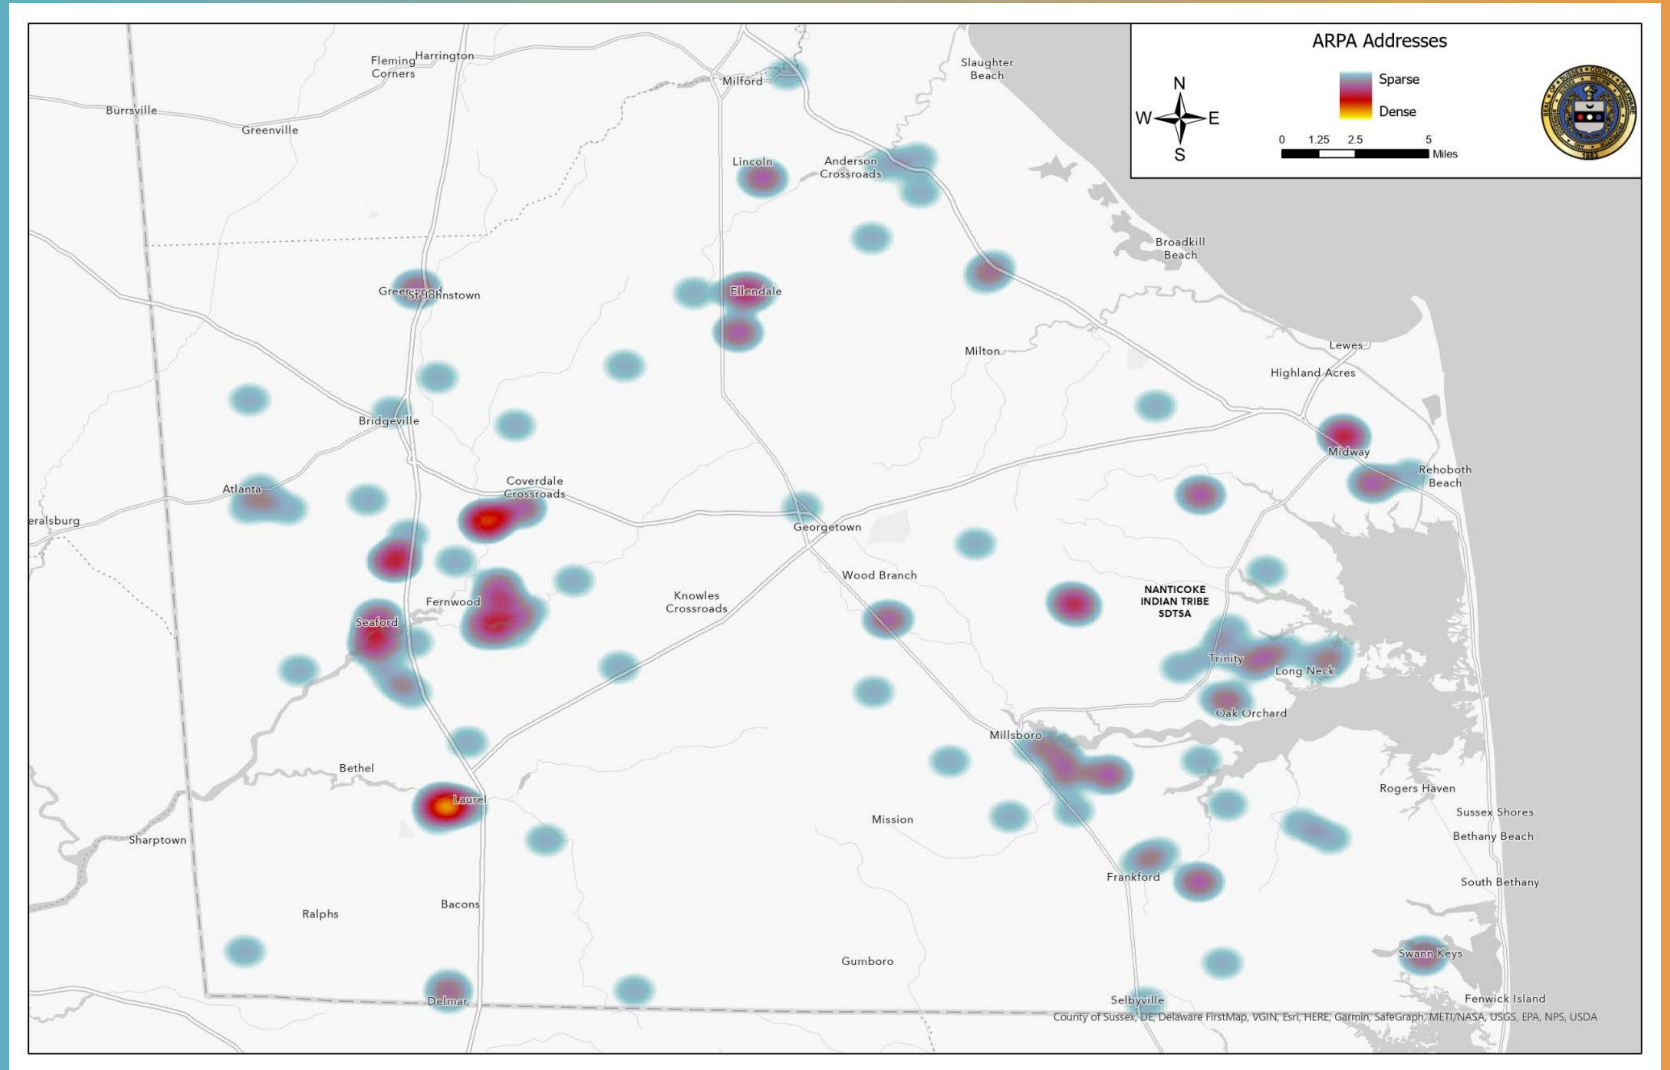 ARPA Addresses
Sparse
Dense
N
W
E
S
0
1.25
2.5
5
Miles
Fleming
Corners
Harrington
Milford
Slaughter
Beach
Burrsville
Greenville
Lincoln
Anderson
Crossroads
Broadkill
Beach
Greenwood
St Johnstown
Ellendale
Milton
Lewes
Highland Acres
Bridgeville
Midway
Rehoboth
Beach
Atlanta
Coverdale
Crossroads
eralsburg
Georgetown
Wood Branch
Knowles
Crossroads
Fernwood
NANTICOKE
INDIAN TRIBE
SDTSA
Seaford
Trinity
Long Neck
Oak Orchard
Millsboro
Bethel
Laurel
Rogers Haven
Sussex Shores
Mission
Bethany Beach
Sharptown
Frankford
South Bethany
Bacons
Ralphs
Swann Keys
Gumboro
Delmar
Selbyville
Fenwick Island
County of Sussex, DE, Delaware FirstMap, VGIN, Esri, HERE, Garmin, SafeGraph, METI/NASA, USGS, EPA, NPS, USDA